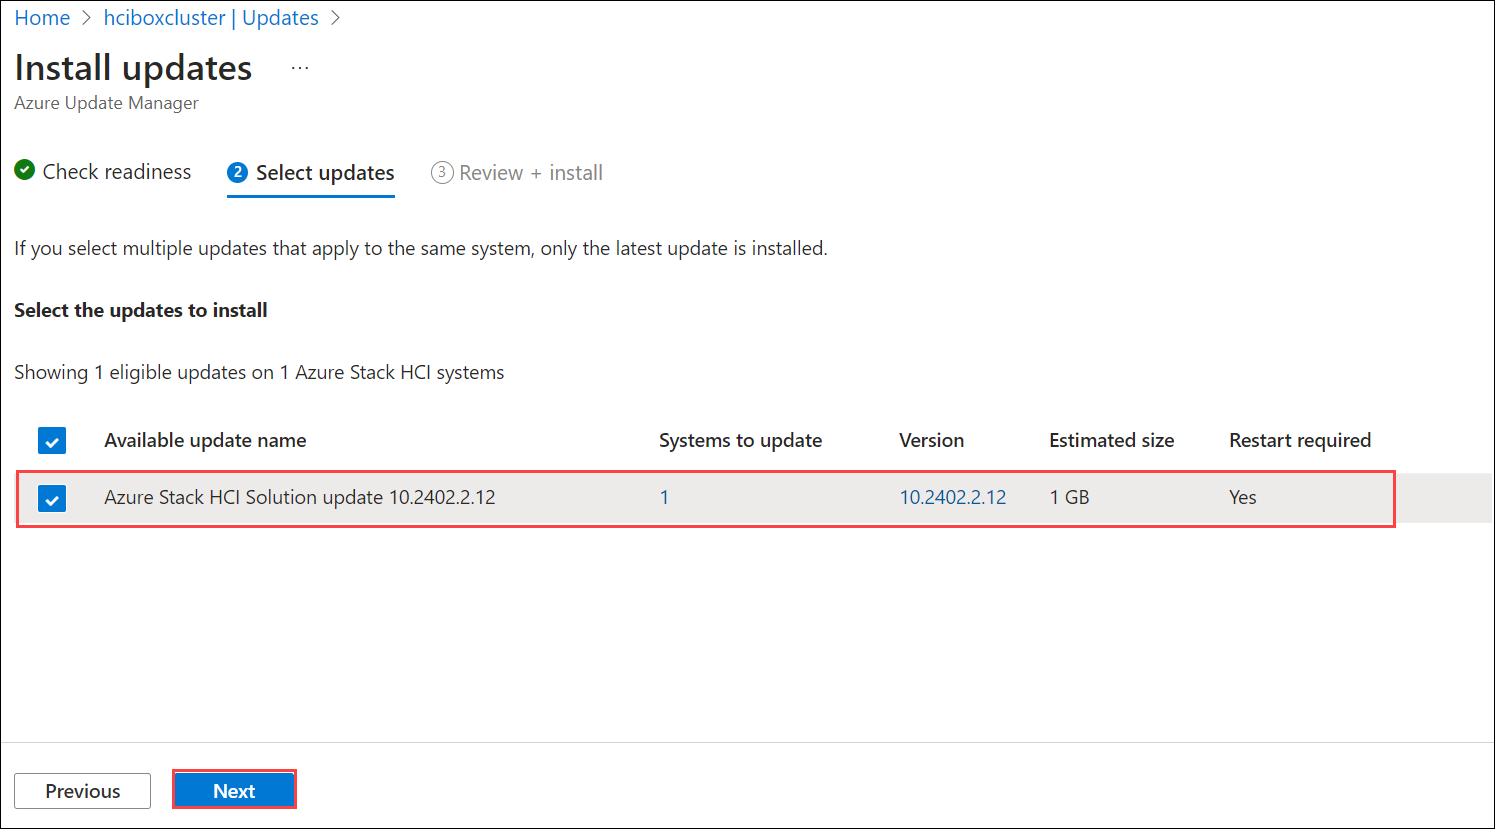 Home > hciboxcluster | Updates >
Install updates ...
Azure Update Manager
Check readiness 2 Select updates 3 Review + install
If you select multiple updates that apply to the same system, only the latest update is installed.
Select the updates to install
Showing 1 eligible updates on 1 Azure Stack HCI systems
Available update name Systems to update Version Estimated size Restart required
Azure Stack HCI Solution update 10.2402.2.12 1 10.2402.2.12 1 GB Yes
Previous Next